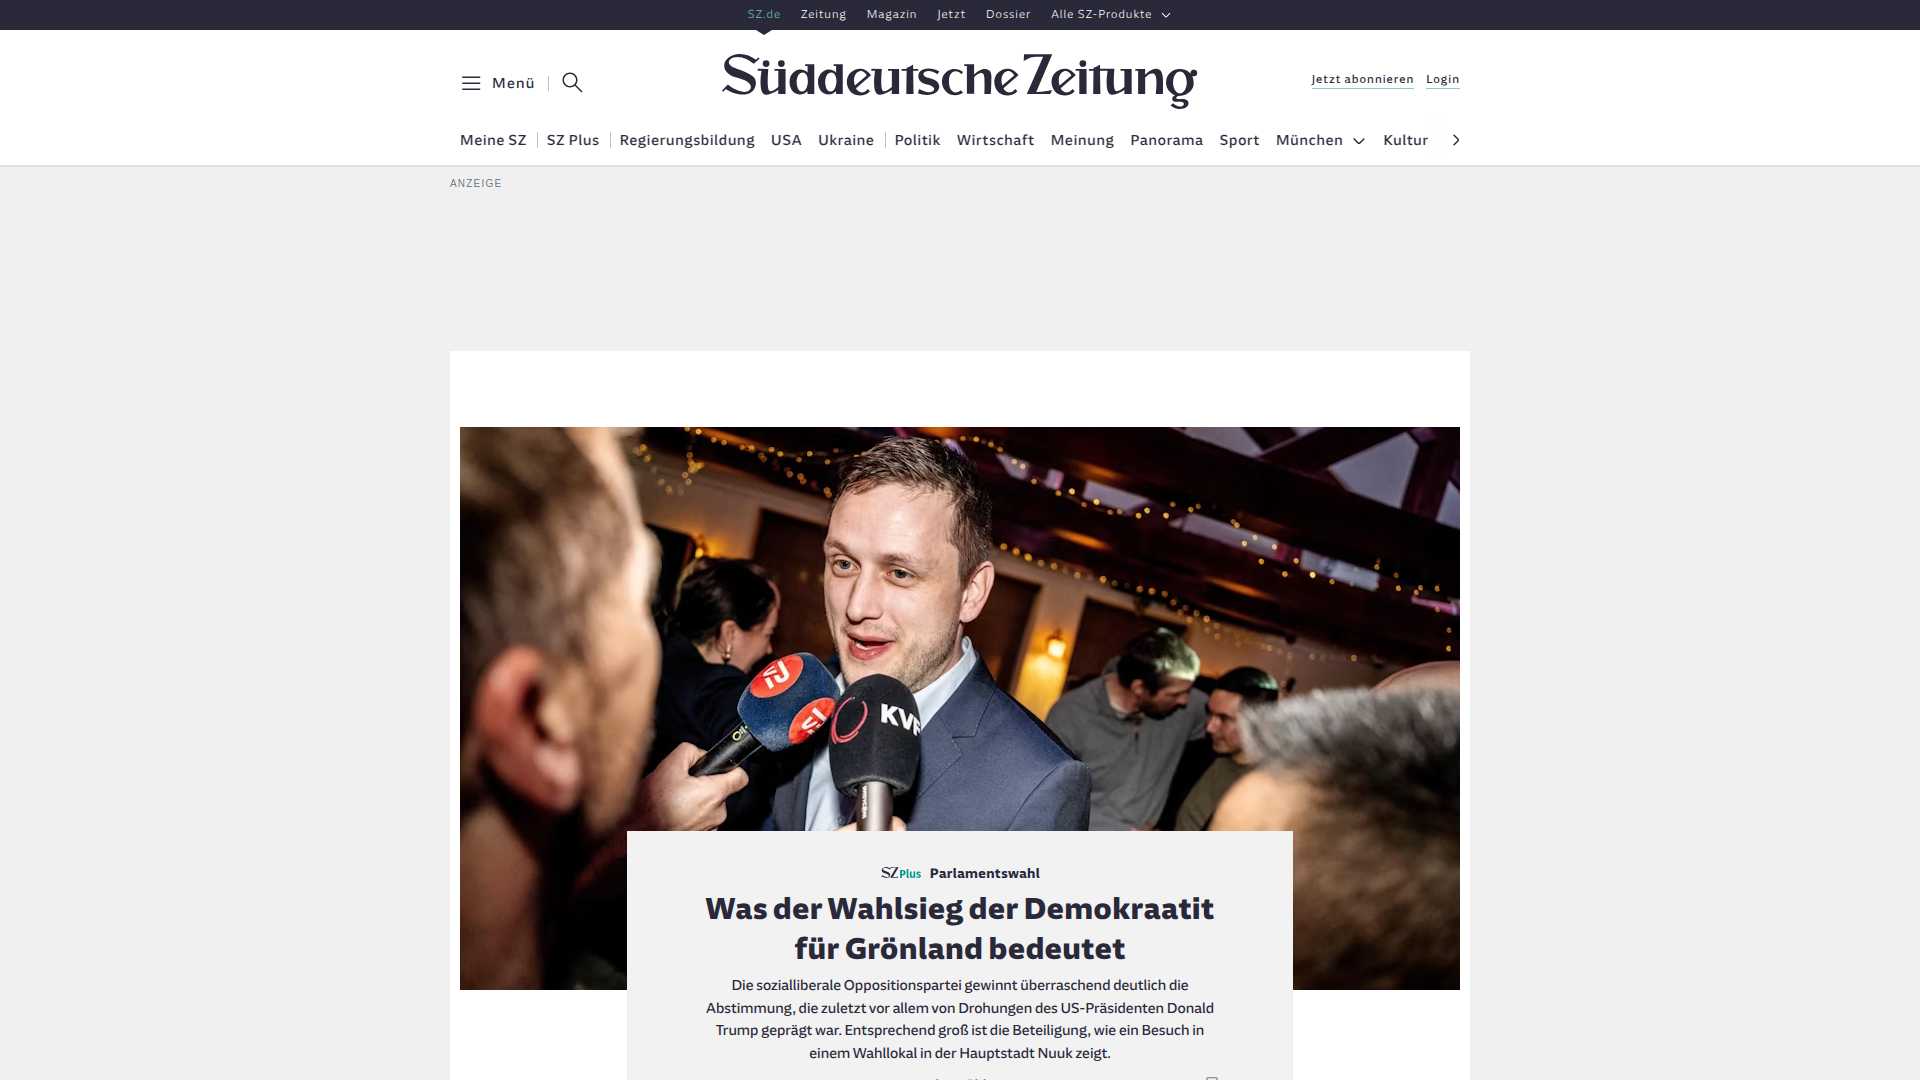 SZ.de Zeitung Magazin Jetzt Dossier Alle SZ-Produkte
Menü
Süddeutsche Zeitung
Jetzt abonnieren Login
Meine SZ SZ Plus Regierungsbildung USA Ukraine Politik Wirtschaft Meinung Panorama Sport München Kultur
ANZEIGE
KVF
SZ Plus Parlamentswahl
Was der Wahlsieg der Demokraatit
für Grönland bedeutet
Die sozialliberale Oppositionspartei gewinnt überraschend deutlich die
Abstimmung, die zuletzt vor allem von Drohungen des US-Präsidenten Donald
Trump geprägt war. Entsprechend groß ist die Beteiligung, wie ein Besuch in
einem Wahllokal in der Hauptstadt Nuuk zeigt.